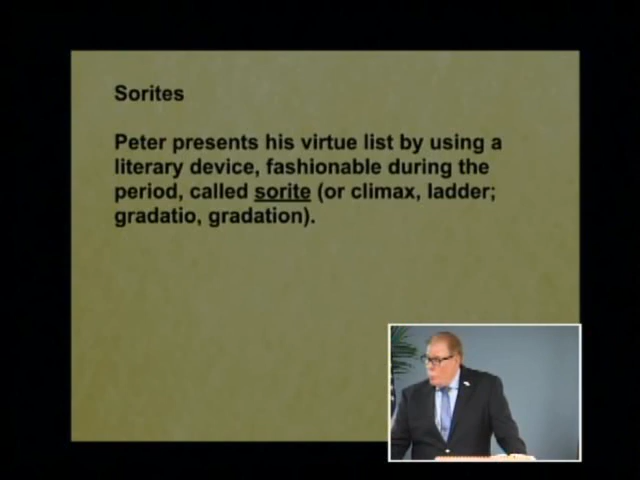 Sorites
Peter presents his virtue list by using a
literary device, fashionable during the
period, called sorite (or climax, ladder;
gradatio, gradation).